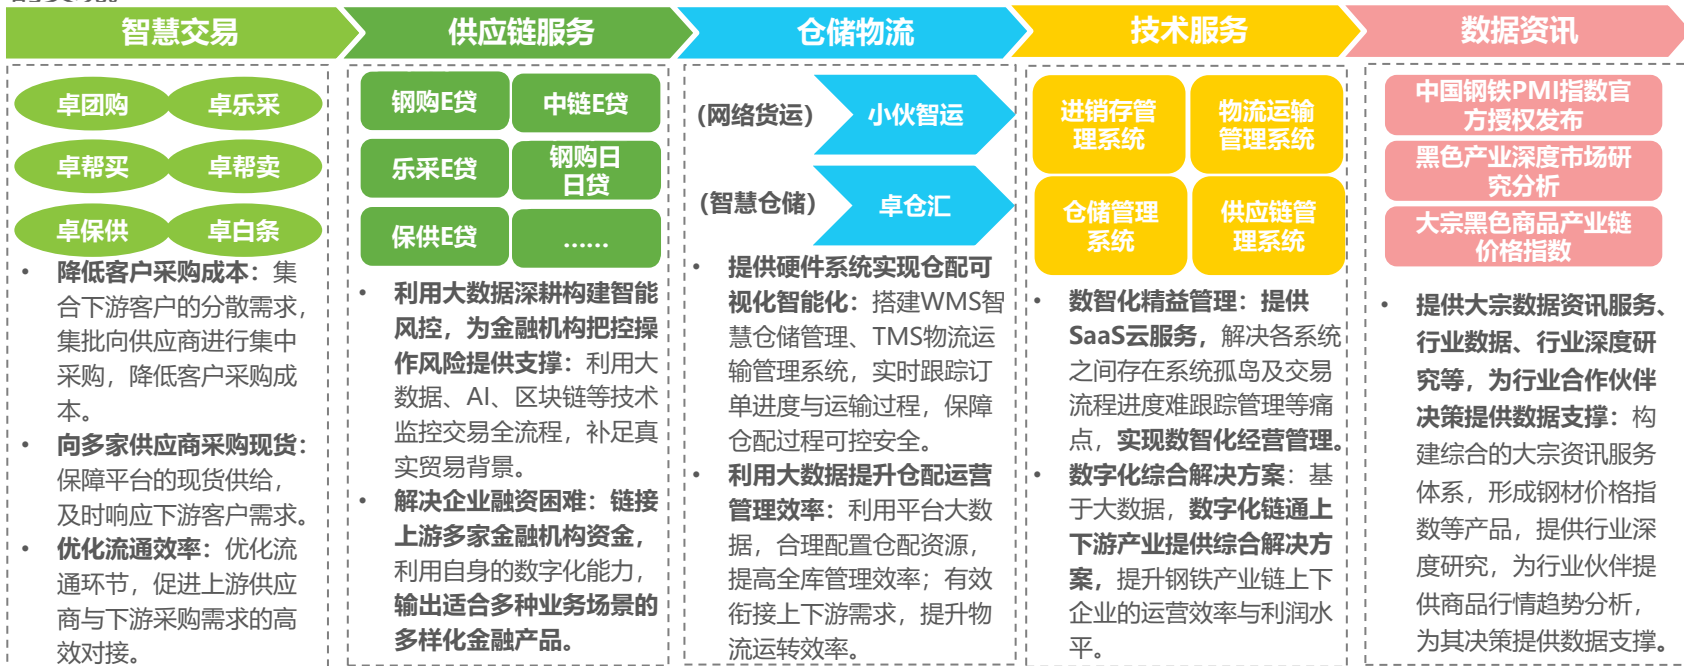 智慧交易
供应链服务
仓储物流
技术服务
数据资讯
卓团购
卓乐采
卓帮买
卓帮卖
卓保供
卓白条
• 降低客户采购成本：集
合下游客户的分散需求，
集批向供应商进行集中
采购，降低客户采购成
本。
• 向多家供应商采购现货：
保障平台的现货供给，
及时响应下游客户需求。
• 优化流通效率：优化流
通环节，促进上游供应
商与下游采购需求的高
效对接。
钢购E贷
中链E贷
乐采E贷
钢购日
日贷
保供E贷
……
• 利用大数据深耕构建智能
风控，为金融机构把控操
作风险提供支撑：利用大
数据、AI、区块链等技术
监控交易全流程，补足真
实贸易背景。
• 解决企业融资困难：链接
上游多家金融机构资金，
利用自身的数字化能力，
输出适合多种业务场景的
多样化金融产品。
(网络货运)
小伙智运
(智慧仓储)
卓仓汇
• 提供硬件系统实现仓配可
视化智能化：搭建WMS智
慧仓储管理、TMS物流运
输管理系统，实时跟踪订
单进度与运输过程，保障
仓配过程可控安全。
• 利用大数据提升仓配运营
管理效率：利用平台大数
据，合理配置仓配资源，
提高全库管理效率；有效
衔接上下游需求，提升物
流运转效率。
进销存管
理系统
物流运输
管理系统
仓储管理
系统
供应链管
理系统
• 数智化精益管理：提供
SaaS云服务，解决各系统
之间存在系统孤岛及交易
流程进度难跟踪管理等痛
点，实现数智化经营管理。
• 数字化综合解决方案：基
于大数据，数字化链通上
下游产业提供综合解决方
案，提升钢铁产业链上下
企业的运营效率与利润水
平。
中国钢铁PMI指数官
方授权发布
黑色产业深度市场研
究分析
大宗黑色商品产业链
价格指数
• 提供大宗数据资讯服务、
行业数据、行业深度研
究等，为行业合作伙伴
决策提供数据支撑：构
建综合的大宗资讯服务
体系，形成钢材价格指
数等产品，提供行业深
度研究，为行业伙伴提
供商品行情趋势分析，
为其决策提供数据支撑。